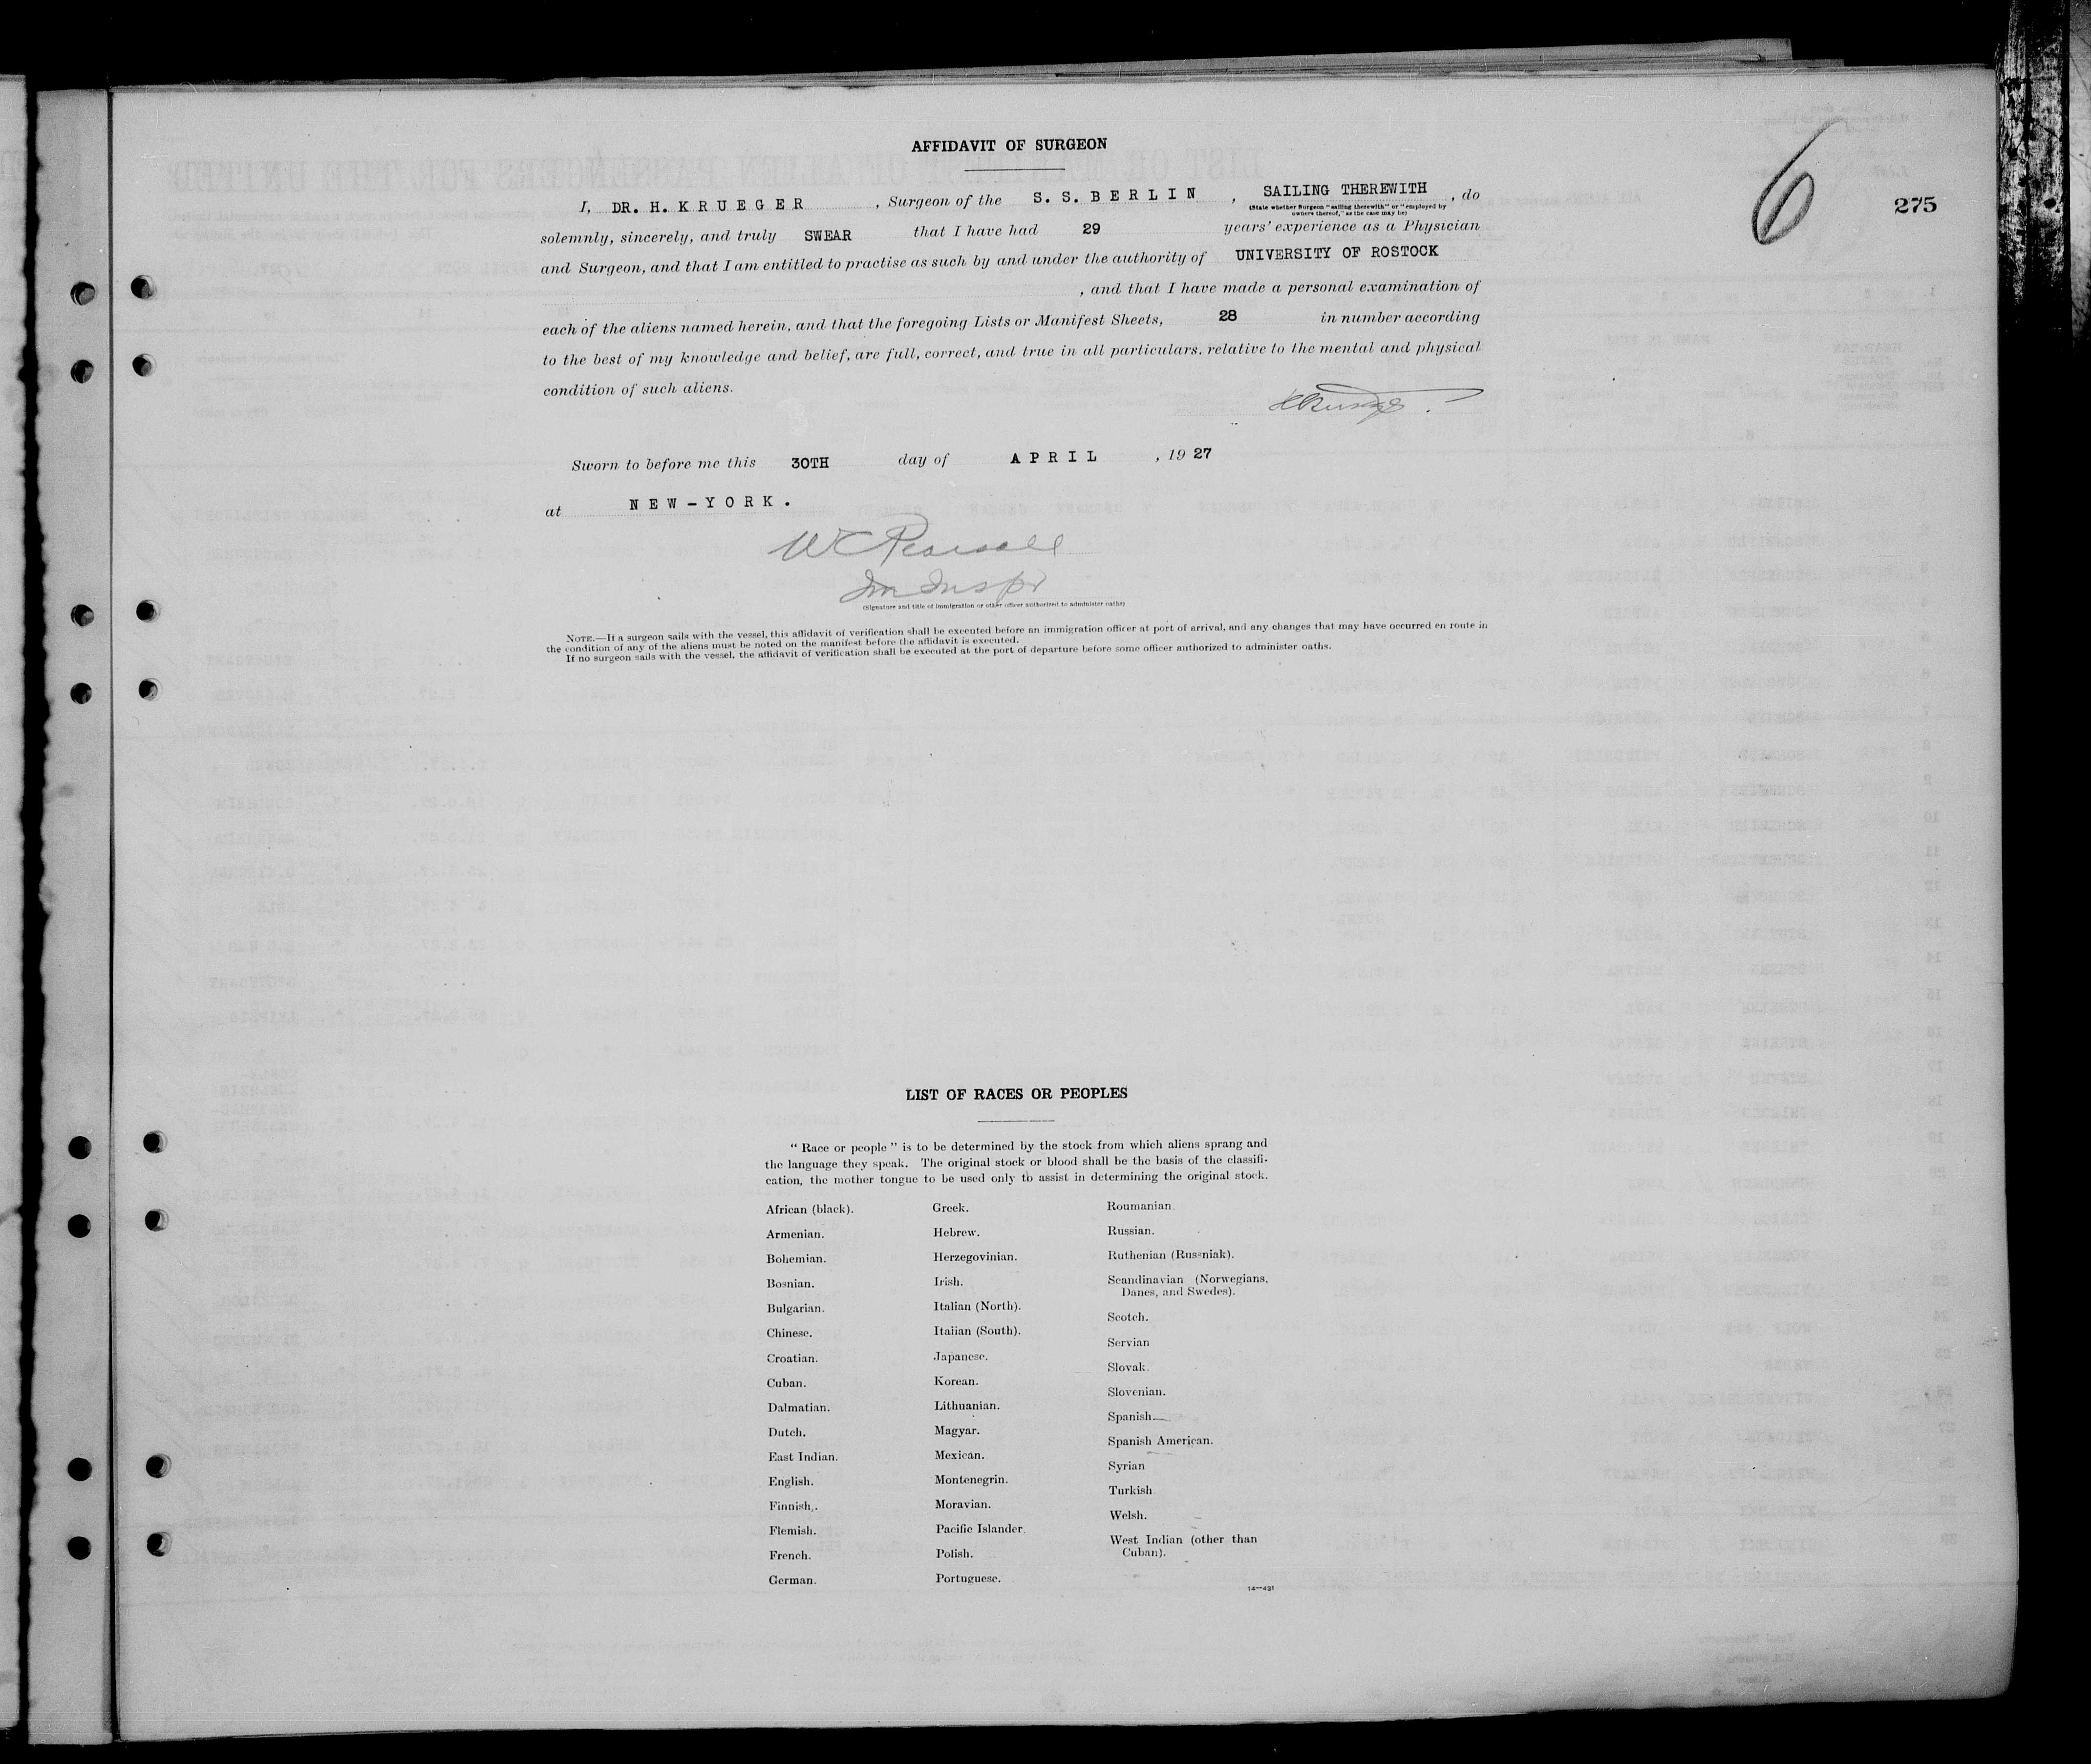 6
275
AFFIDAVIT OF SURGEON
I, DR. H. K R U E G E R , Surgeon of the S. S. B E R L I N , SAILING THEREWITH , do
(State whether Surgeon "sailing therewith" or "employed by
owners thereof," as the case may be)
solemnly, sincerely, and truly SWEAR that I have had 29 years' experience as a Physician
and Surgeon, and that I am entitled to practise as such by and under the authority of UNIVERSITY OF ROSTOCK
, and that I have made a personal examination of
each of the aliens named herein, and that the foregoing Lists or Manifest Sheets, 28 in number according
to the best of my knowledge and belief, are full, correct, and true in all particulars, relative to the mental and physical
condition of such aliens.
Sworn to before me this 30TH day of A P R I L , 19 27
at N E W - Y O R K .
W C Pearsall
Im Inspr
(Signature and title of immigration or other officer authorized to administer oaths)
NOTE.—If a surgeon sails with the vessel, this affidavit of verification shall be executed before an immigration officer at port of arrival, and any changes that may have occurred en route in
the condition of any of the aliens must be noted on the manifest before the affidavit is executed.
If no surgeon sails with the vessel, the affidavit of verification shall be executed at the port of departure before some officer authorized to administer oaths.
LIST OF RACES OR PEOPLES
"Race or people" is to be determined by the stock from which aliens sprang and
the language they speak. The original stock or blood shall be the basis of the classifi-
cation, the mother tongue to be used only to assist in determining the original stock.
African (black).
Armenian.
Bohemian.
Bosnian.
Bulgarian.
Chinese.
Croatian.
Cuban.
Dalmatian.
Dutch.
East Indian.
English.
Finnish.
Flemish.
French.
German.
Greek.
Hebrew.
Herzegovinian.
Irish.
Italian (North).
Italian (South).
Japanese.
Korean.
Lithuanian.
Magyar.
Mexican.
Montenegrin.
Moravian.
Pacific Islander.
Polish.
Portuguese.
Roumanian.
Russian.
Ruthenian (Russniak).
Scandinavian (Norwegians,
Danes, and Swedes).
Scotch.
Servian
Slovak.
Slovenian.
Spanish.
Spanish American.
Syrian
Turkish
Welsh.
West Indian (other than
Cuban).
14—421